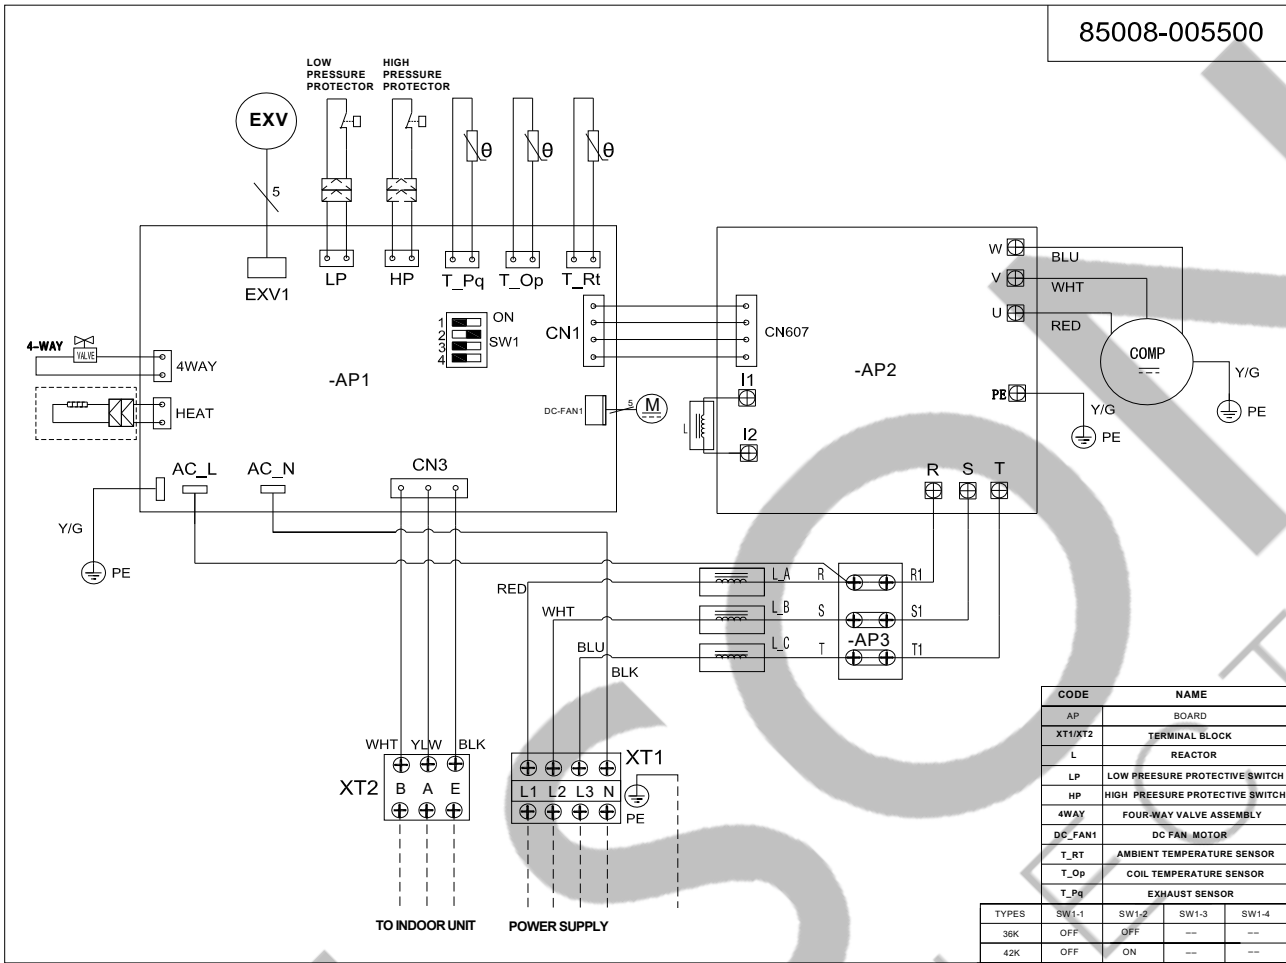 85008-005500
LOW PRESSURE PROTECTOR
HIGH PRESSURE PROTECTOR
EXV
5
θ
θ
θ
EXV1
LP
HP
T_Pq
T_Op
T_Rt
1
2
3
4
ON
SW1
CN1
CN607
4-WAY
VALVE
4WAY
HEAT
-AP1
DC-FAN1
5
M
-AP2
I1
L
I2
W
BLU
V
WHT
U
RED
COMP
Y/G
PE
PE
Y/G
PE
R
S
T
AC_L
AC_N
CN3
Y/G
PE
RED
WHT
BLU
BLK
L_A
R
R1
L_B
S
S1
L_C
T
T1
-AP3
WHT
YLW
BLK
XT2
B
A
E
XT1
L1
L2
L3
N
PE
TO INDOOR UNIT
POWER SUPPLY
CODE NAME
AP BOARD
XT1/XT2 TERMINAL BLOCK
L REACTOR
LP LOW PREESURE PROTECTIVE SWITCH
HP HIGH PREESURE PROTECTIVE SWITCH
4WAY FOUR-WAY VALVE ASSEMBLY
DC_FAN1 DC FAN MOTOR
T_RT AMBIENT TEMPERATURE SENSOR
T_Op COIL TEMPERATURE SENSOR
T_Pq EXHAUST SENSOR
TYPES SW1-1 SW1-2 SW1-3 SW1-4
36K OFF OFF -- --
42K OFF ON -- --